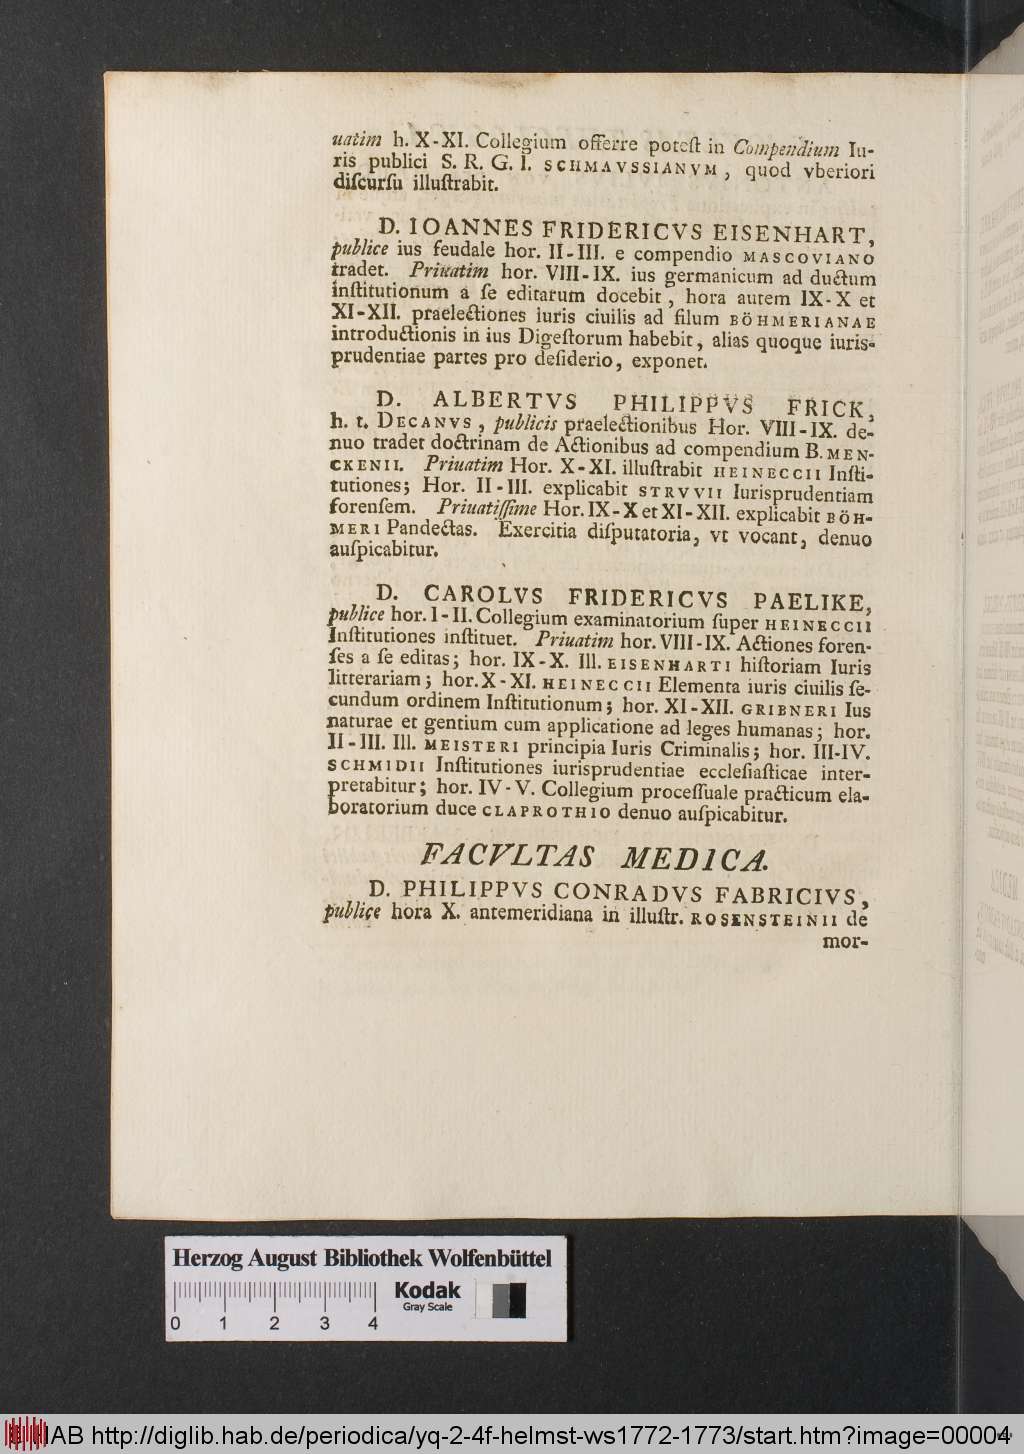 uatim h. X-XI. Collegium offerre poteſt in Compendium Iu-
ris publici S. R. G. I. SCHMAVSSIANVM, quod vberiori
diſcurſu illuſtrabit.
D. IOANNES FRIDERICVS EISENHART,
publice ius feudale hor. II-III. e compendio MASCOVIANO
tradet. Priuatim hor. VIII-IX. ius germanicum ad ductum
inſtitutionum a ſe editarum docebit, hora autem IX-X et
XI-XII. praelectiones iuris ciuilis ad filum BÖHMERIANAE
introductionis in ius Digeſtorum habebit, alias quoque iuris-
prudentiae partes pro deſiderio, exponet.
D. ALBERTVS PHILIPPVS FRICK,
h. t. DECANVS, publicis praelectionibus Hor. VIII-IX. de-
nuo tradet doctrinam de Actionibus ad compendium B. MEN-
CKENII. Priuatim Hor. X-XI. illuſtrabit HEINECCII Inſti-
tutiones; Hor. II-III. explicabit STRVVII Iurisprudentiam
forenſem. Priuatiſſime Hor. IX-X et XI-XII. explicabit BÖH-
MERI Pandectas. Exercitia diſputatoria, vt vocant, denuo
auſpicabitur.
D. CAROLVS FRIDERICVS PAELIKE,
publice hor. I-II. Collegium examinatorium ſuper HEINECCII
Inſtitutiones inſtituet. Priuatim hor. VIII-IX. Actiones foren-
ſes a ſe editas; hor. IX-X. Ill. EISENHARTI hiſtoriam Iuris
litterariam; hor. X-XI. HEINECCII Elementa iuris ciuilis ſe-
cundum ordinem Inſtitutionum; hor. XI-XII. GRIBNERI Ius
naturae et gentium cum applicatione ad leges humanas; hor.
II-III. Ill. MEISTERI principia Iuris Criminalis; hor. III-IV.
SCHMIDII Inſtitutiones iurisprudentiae eccleſiaſticae inter-
pretabitur; hor. IV-V. Collegium proceſſuale practicum ela-
boratorium duce CLAPROTHIO denuo auſpicabitur.
FACVLTAS MEDICA.
D. PHILIPPVS CONRADVS FABRICIVS,
publice hora X. antemeridiana in illuſtr. ROSENSTEINII de
mor-
Herzog August Bibliothek Wolfenbüttel
Kodak
Gray Scale
0 1 2 3 4
HAB http://diglib.hab.de/periodica/yq-2-4f-helmst-ws1772-1773/start.htm?image=00004